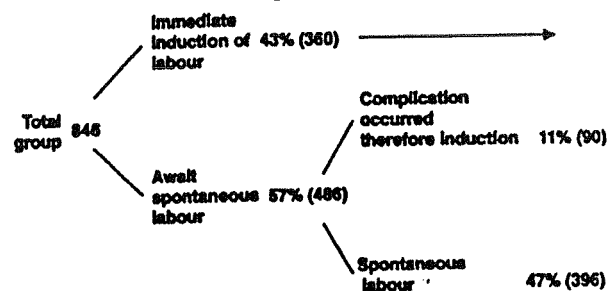 Immediate
induction of 43% (360)
labour
Total
group 846
Complication
occurred
therefore induction 11% (90)
Await
spontaneous 57% (486)
labour
Spontaneous
labour 47% (396)